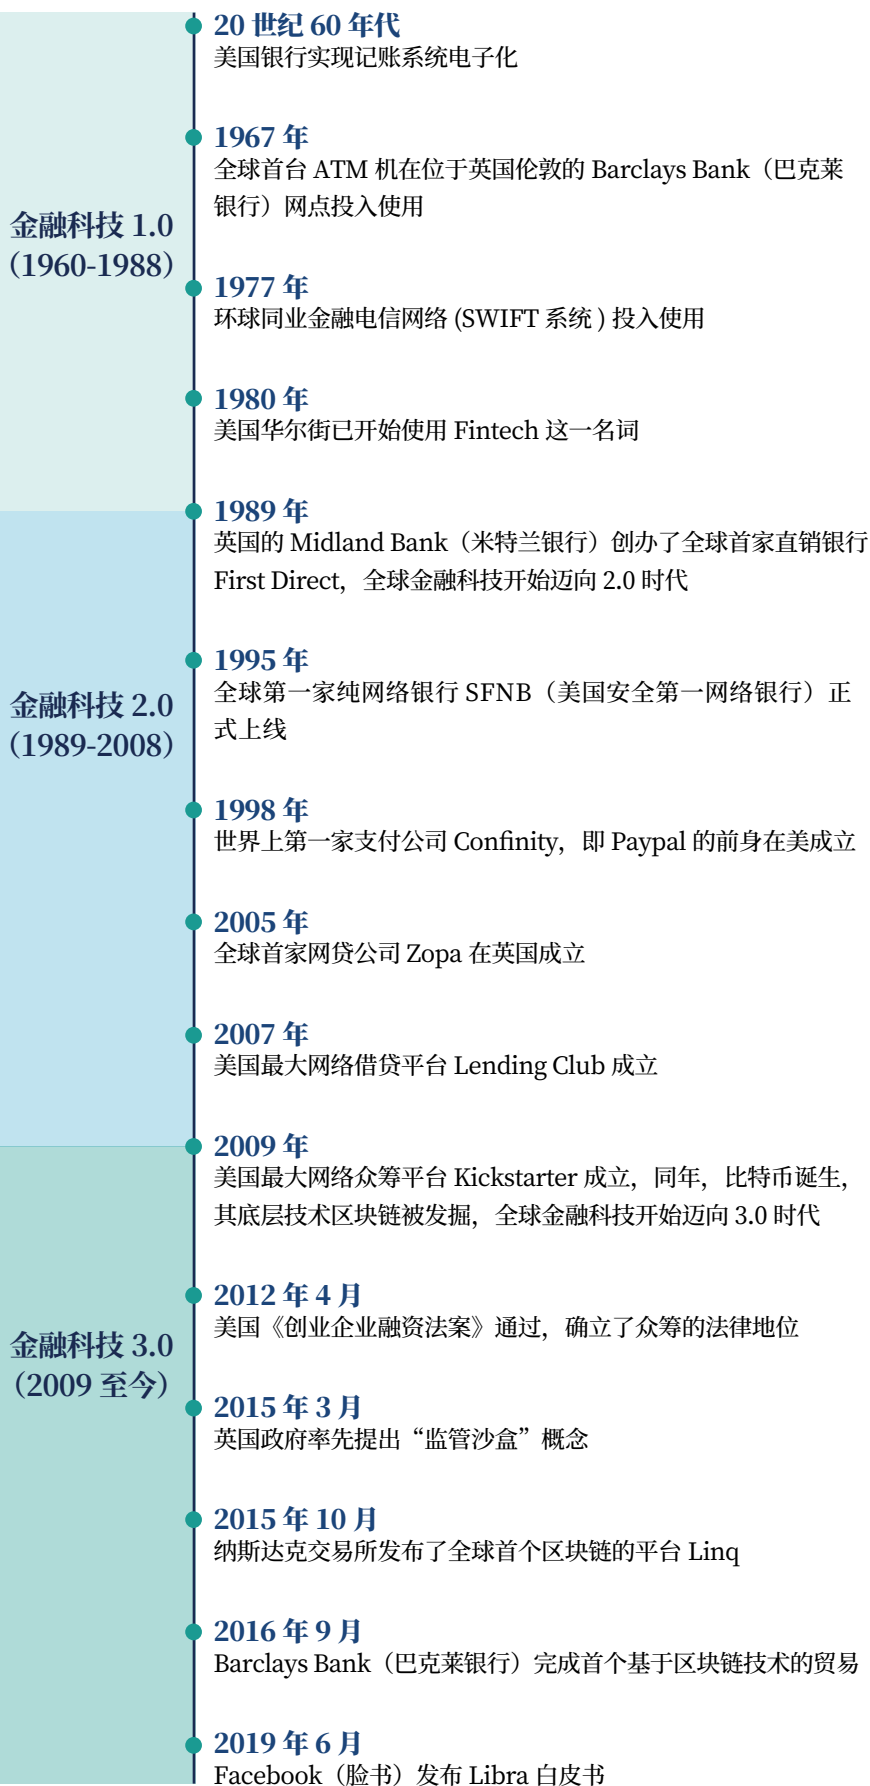 20 世纪 60 年代
美国银行实现记账系统电子化
1967 年
全球首台 ATM 机在位于英国伦敦的 Barclays Bank（巴克莱
银行）网点投入使用
金融科技 1.0
（1960-1988）
1977 年
环球同业金融电信网络 (SWIFT 系统 ) 投入使用
1980 年
美国华尔街已开始使用 Fintech 这一名词
1989 年
英国的 Midland Bank（米特兰银行）创办了全球首家直销银行
First Direct，全球金融科技开始迈向 2.0 时代
1995 年
全球第一家纯网络银行 SFNB（美国安全第一网络银行）正
式上线
金融科技 2.0
（1989-2008）
1998 年
世界上第一家支付公司 Confinity，即 Paypal 的前身在美成立
2005 年
全球首家网贷公司 Zopa 在英国成立
2007 年
美国最大网络借贷平台 Lending Club 成立
2009 年
美国最大网络众筹平台 Kickstarter 成立，同年，比特币诞生，
其底层技术区块链被发掘，全球金融科技开始迈向 3.0 时代
2012 年 4 月
美国《创业企业融资法案》通过，确立了众筹的法律地位
金融科技 3.0
（2009 至今）
2015 年 3 月
英国政府率先提出“监管沙盒”概念
2015 年 10 月
纳斯达克交易所发布了全球首个区块链的平台 Linq
2016 年 9 月
Barclays Bank（巴克莱银行）完成首个基于区块链技术的贸易
2019 年 6 月
Facebook（脸书）发布 Libra 白皮书